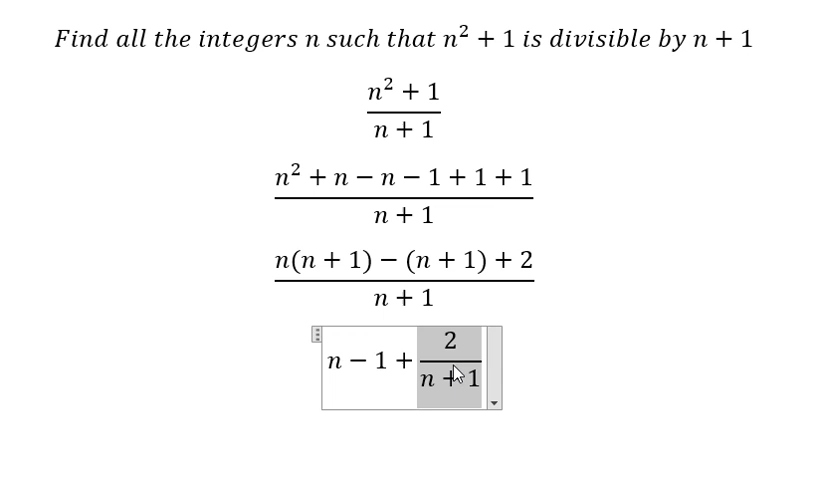 Find all the integers n such that n² + 1 is divisible by n + 1
n² + 1
n + 1
n² + n − n − 1 + 1 + 1
n + 1
n(n + 1) − (n + 1) + 2
n + 1
2
n − 1 +
n + 1